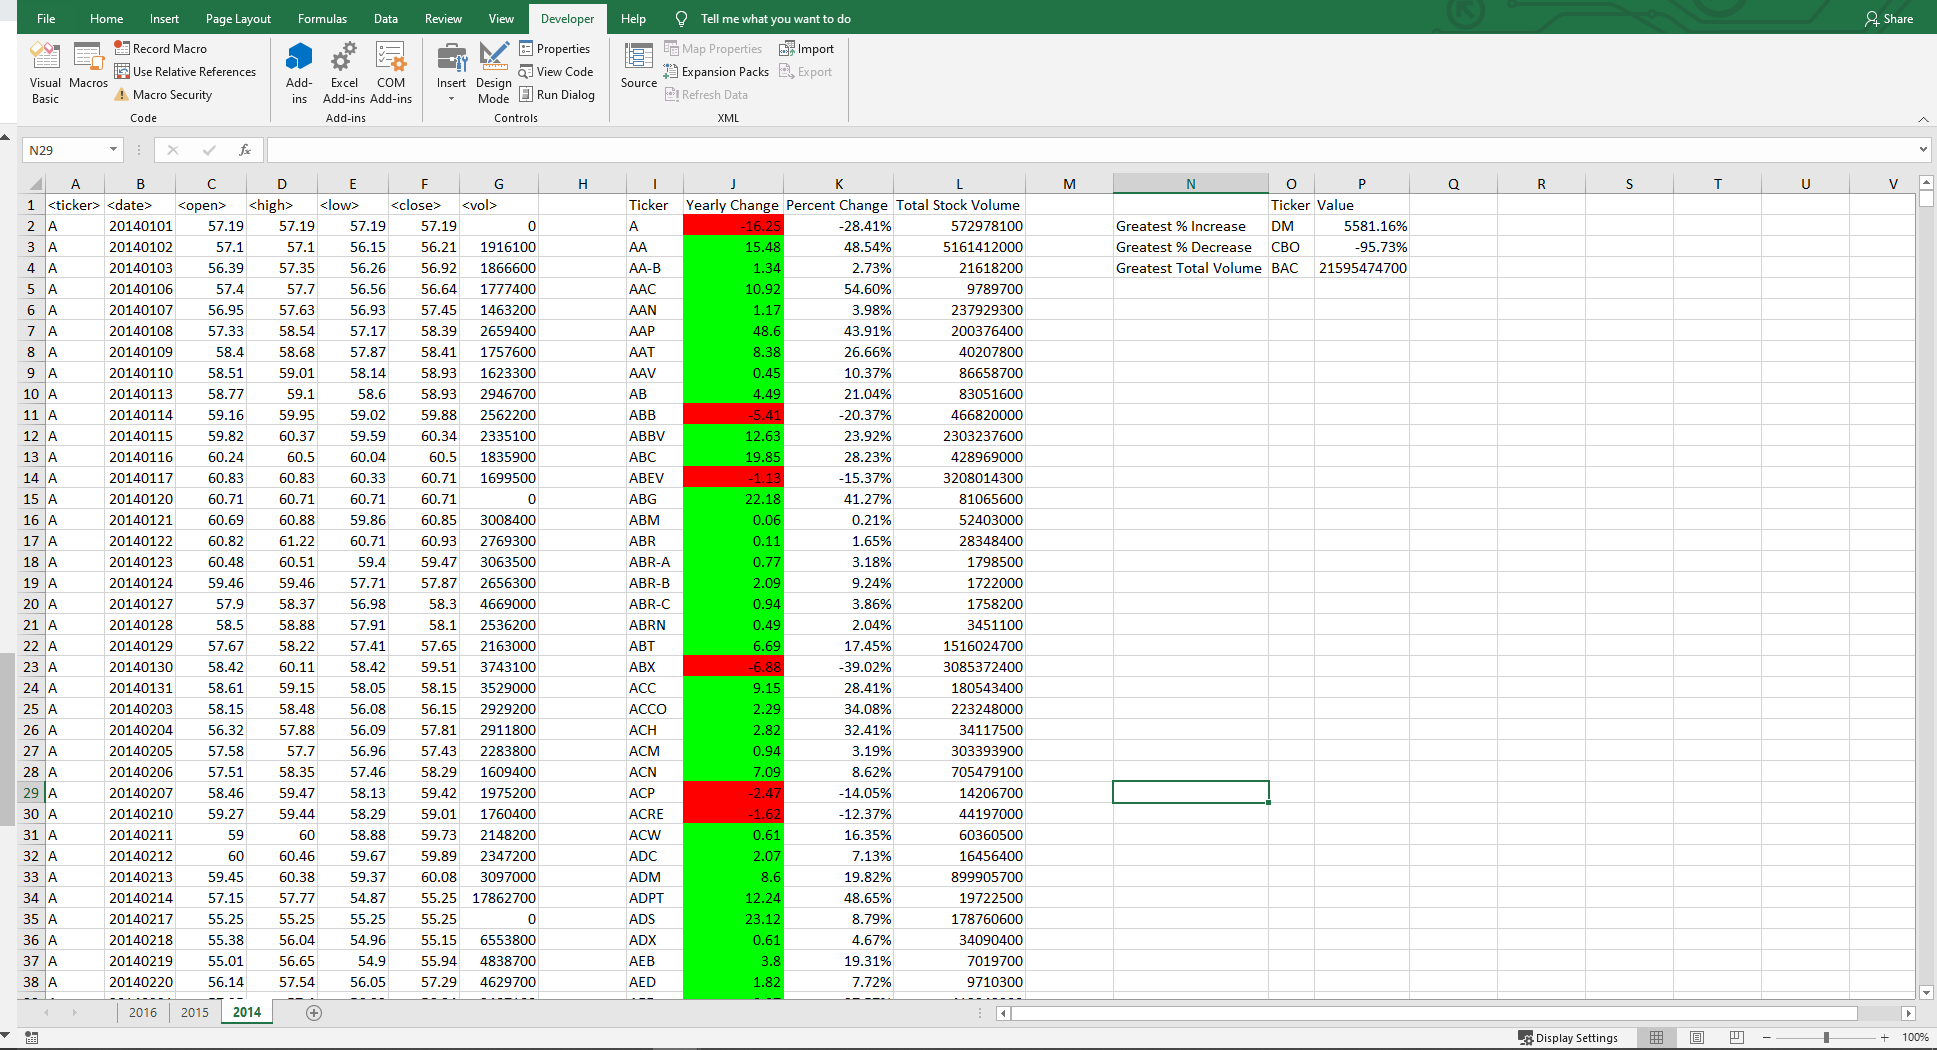 File Home Insert Page Layout Formulas Data Review View Developer Help Tell me what you want to do Share
Visual Basic Macros Record Macro Use Relative References Macro Security Code
Add-ins Excel Add-ins COM Add-ins Add-ins
Insert Design Mode Properties View Code Run Dialog Controls
Source Map Properties Expansion Packs Refresh Data Import Export XML
N29 fx
A B C D E F G H I J K L M N O P Q R S T U V
1 <ticker> <date> <open> <high> <low> <close> <vol> Ticker Yearly Change Percent Change Total Stock Volume Ticker Value
2 A 20140101 57.19 57.19 57.19 57.19 0 A -16.25 -28.41% 572978100 Greatest % Increase DM 5581.16%
3 A 20140102 57.1 57.1 56.15 56.21 1916100 AA 15.48 48.54% 5161412000 Greatest % Decrease CBO -95.73%
4 A 20140103 56.39 57.35 56.26 56.92 1866600 AA-B 1.34 2.73% 21618200 Greatest Total Volume BAC 21595474700
5 A 20140106 57.4 57.7 56.56 56.64 1777400 AAC 10.92 54.60% 9789700
6 A 20140107 56.95 57.63 56.93 57.45 1463200 AAN 1.17 3.98% 237929300
7 A 20140108 57.33 58.54 57.17 58.39 2659400 AAP 48.6 43.91% 200376400
8 A 20140109 58.4 58.68 57.87 58.41 1757600 AAT 8.38 26.66% 40207800
9 A 20140110 58.51 59.01 58.14 58.93 1623300 AAV 0.45 10.37% 86658700
10 A 20140113 58.77 59.1 58.6 58.93 2946700 AB 4.49 21.04% 83051600
11 A 20140114 59.16 59.95 59.02 59.88 2562200 ABB -5.41 -20.37% 466820000
12 A 20140115 59.82 60.37 59.59 60.34 2335100 ABBV 12.63 23.92% 2303237600
13 A 20140116 60.24 60.5 60.04 60.5 1835900 ABC 19.85 28.23% 428969000
14 A 20140117 60.83 60.83 60.33 60.71 1699500 ABEV -1.13 -15.37% 3208014300
15 A 20140120 60.71 60.71 60.71 60.71 0 ABG 22.18 41.27% 81065600
16 A 20140121 60.69 60.88 59.86 60.85 3008400 ABM 0.06 0.21% 52403000
17 A 20140122 60.82 61.22 60.71 60.93 2769300 ABR 0.11 1.65% 28348400
18 A 20140123 60.48 60.51 59.4 59.47 3063500 ABR-A 0.77 3.18% 1798500
19 A 20140124 59.46 59.46 57.71 57.87 2656300 ABR-B 2.09 9.24% 1722000
20 A 20140127 57.9 58.37 56.98 58.3 4669000 ABR-C 0.94 3.86% 1758200
21 A 20140128 58.5 58.88 57.91 58.1 2536200 ABRN 0.49 2.04% 3451100
22 A 20140129 57.67 58.22 57.41 57.65 2163000 ABT 6.69 17.45% 1516024700
23 A 20140130 58.42 60.11 58.42 59.51 3743100 ABX -6.88 -39.02% 3085372400
24 A 20140131 58.61 59.15 58.05 58.15 3529000 ACC 9.15 28.41% 180543400
25 A 20140203 58.15 58.48 56.08 56.15 2929200 ACCO 2.29 34.08% 223248000
26 A 20140204 56.32 57.88 56.09 57.81 2911800 ACH 2.82 32.41% 34117500
27 A 20140205 57.58 57.7 56.96 57.43 2283800 ACM 0.94 3.19% 303393900
28 A 20140206 57.51 58.35 57.46 58.29 1609400 ACN 7.09 8.62% 705479100
29 A 20140207 58.46 59.47 58.13 59.42 1975200 ACP -2.47 -14.05% 14206700
30 A 20140210 59.27 59.44 58.29 59.01 1760400 ACRE -1.62 -12.37% 44197000
31 A 20140211 59 60 58.88 59.73 2148200 ACW 0.61 16.35% 60360500
32 A 20140212 60 60.46 59.67 59.89 2347200 ADC 2.07 7.13% 16456400
33 A 20140213 59.45 60.38 59.37 60.08 3097000 ADM 8.6 19.82% 899905700
34 A 20140214 57.15 57.77 54.87 55.25 17862700 ADPT 12.24 48.65% 19722500
35 A 20140217 55.25 55.25 55.25 55.25 0 ADS 23.12 8.79% 178760600
36 A 20140218 55.38 56.04 54.96 55.15 6553800 ADX 0.61 4.67% 34090400
37 A 20140219 55.01 56.65 54.9 55.94 4838700 AEB 3.8 19.31% 7019700
38 A 20140220 56.14 57.54 56.05 57.29 4629700 AED 1.82 7.72% 9710300
2016 2015 2014
Display Settings 100%